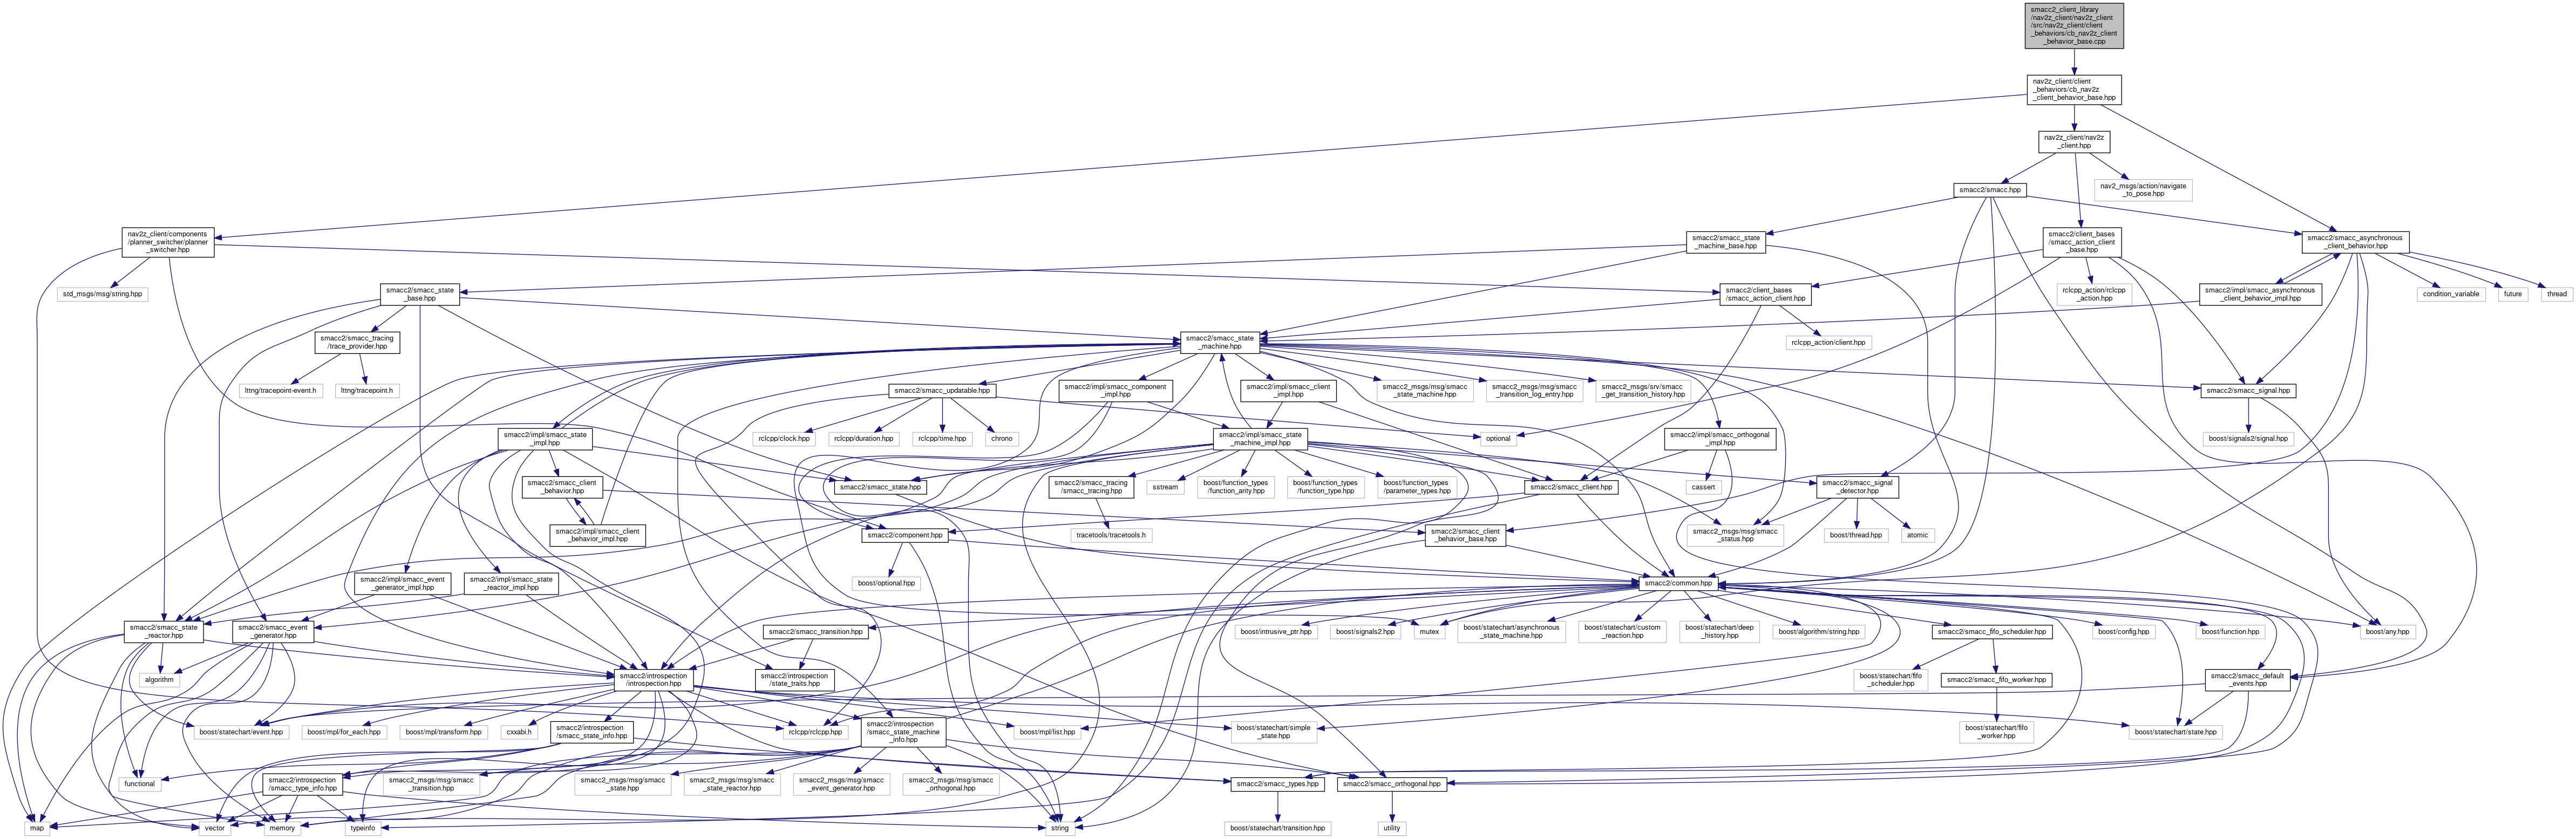 smacc2_client_library
/nav2z_client/nav2z_client
/src/nav2z_client/client
_behaviors/cb_nav2z_client
_behavior_base.cpp
nav2z_client/client
_behaviors/cb_nav2z
_client_behavior_base.hpp
nav2z_client/nav2z
_client.hpp
smacc2/smacc.hpp
nav2_msgs/action/navigate
_to_pose.hpp
nav2z_client/components
/planner_switcher/planner
_switcher.hpp
smacc2/smacc_state
_machine_base.hpp
smacc2/client_bases
/smacc_action_client
_base.hpp
smacc2/smacc_asynchronous
_client_behavior.hpp
std_msgs/msg/string.hpp
smacc2/smacc_state
_base.hpp
smacc2/client_bases
/smacc_action_client.hpp
rclcpp_action/rclcpp
_action.hpp
smacc2/impl/smacc_asynchronous
_client_behavior_impl.hpp
condition_variable
future
thread
smacc2/smacc_tracing
/trace_provider.hpp
smacc2/smacc_state
_machine.hpp
rclcpp_action/client.hpp
lttng/tracepoint-event.h
lttng/tracepoint.h
smacc2/smacc_updatable.hpp
smacc2/impl/smacc_component
_impl.hpp
smacc2/impl/smacc_client
_impl.hpp
smacc2_msgs/msg/smacc
_state_machine.hpp
smacc2_msgs/msg/smacc
_transition_log_entry.hpp
smacc2_msgs/srv/smacc
_get_transition_history.hpp
smacc2/smacc_signal.hpp
smacc2/impl/smacc_state
_impl.hpp
rclcpp/clock.hpp
rclcpp/duration.hpp
rclcpp/time.hpp
chrono
smacc2/impl/smacc_state
_machine_impl.hpp
optional
smacc2/impl/smacc_orthogonal
_impl.hpp
boost/signals2/signal.hpp
smacc2/smacc_client
_behavior.hpp
smacc2/smacc_state.hpp
smacc2/smacc_tracing
/smacc_tracing.hpp
sstream
boost/function_types
/function_arity.hpp
boost/function_types
/function_type.hpp
boost/function_types
/parameter_types.hpp
smacc2/smacc_client.hpp
cassert
smacc2/smacc_signal
_detector.hpp
smacc2/impl/smacc_client
_behavior_impl.hpp
smacc2/component.hpp
tracetools/tracetools.h
smacc2/smacc_client
_behavior_base.hpp
smacc2_msgs/msg/smacc
_status.hpp
boost/thread.hpp
atomic
smacc2/impl/smacc_event
_generator_impl.hpp
smacc2/impl/smacc_state
_reactor_impl.hpp
boost/optional.hpp
smacc2/common.hpp
smacc2/smacc_state
_reactor.hpp
smacc2/smacc_event
_generator.hpp
smacc2/smacc_transition.hpp
boost/intrusive_ptr.hpp
boost/signals2.hpp
mutex
boost/statechart/asynchronous
_state_machine.hpp
boost/statechart/custom
_reaction.hpp
boost/statechart/deep
_history.hpp
boost/algorithm/string.hpp
smacc2/smacc_fifo_scheduler.hpp
boost/config.hpp
boost/function.hpp
boost/any.hpp
algorithm
smacc2/introspection
/introspection.hpp
smacc2/introspection
/state_traits.hpp
boost/statechart/fifo
_scheduler.hpp
smacc2/smacc_fifo_worker.hpp
smacc2/smacc_default
_events.hpp
boost/statechart/event.hpp
boost/mpl/for_each.hpp
boost/mpl/transform.hpp
cxxabi.h
smacc2/introspection
/smacc_state_info.hpp
rclcpp/rclcpp.hpp
smacc2/introspection
/smacc_state_machine
_info.hpp
boost/mpl/list.hpp
boost/statechart/simple
_state.hpp
boost/statechart/fifo
_worker.hpp
boost/statechart/state.hpp
functional
smacc2/introspection
/smacc_type_info.hpp
smacc2_msgs/msg/smacc
_transition.hpp
smacc2_msgs/msg/smacc
_state.hpp
smacc2_msgs/msg/smacc
_state_reactor.hpp
smacc2_msgs/msg/smacc
_event_generator.hpp
smacc2_msgs/msg/smacc
_orthogonal.hpp
smacc2/smacc_types.hpp
smacc2/smacc_orthogonal.hpp
map
vector
memory
typeinfo
string
boost/statechart/transition.hpp
utility